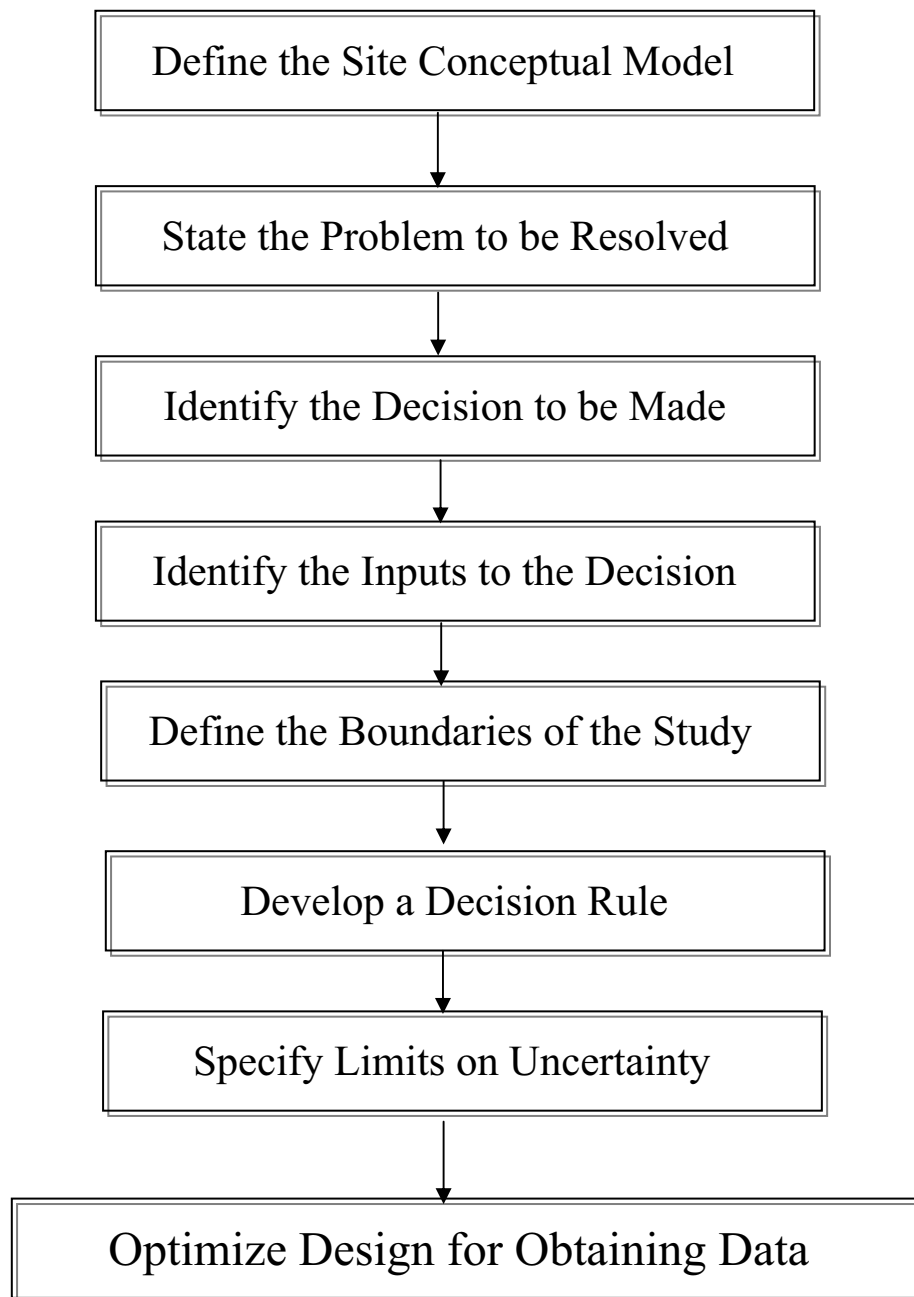 Define the Site Conceptual Model
State the Problem to be Resolved
Identify the Decision to be Made
Identify the Inputs to the Decision
Define the Boundaries of the Study
Develop a Decision Rule
Specify Limits on Uncertainty
Optimize Design for Obtaining Data